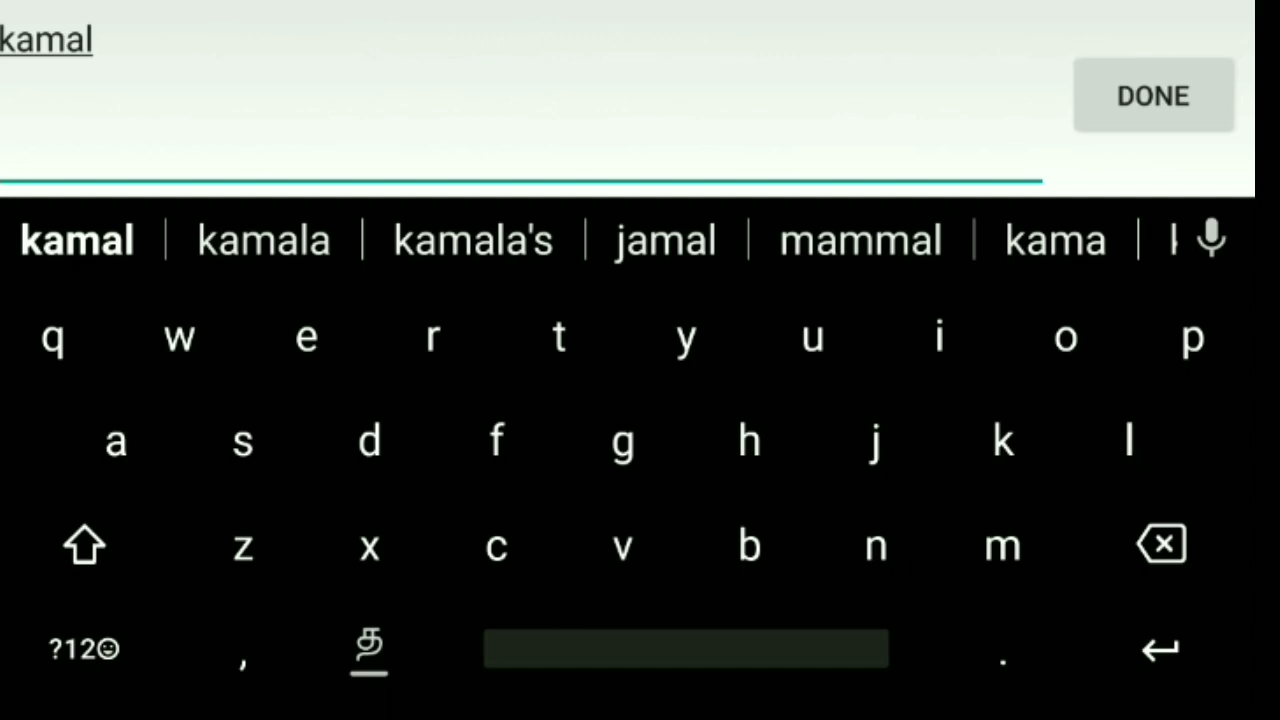 kamal
DONE
kamal kamala kamala's jamal mammal kama
q w e r t y u i o p
a s d f g h j k l
z x c v b n m
?12☺ , த .